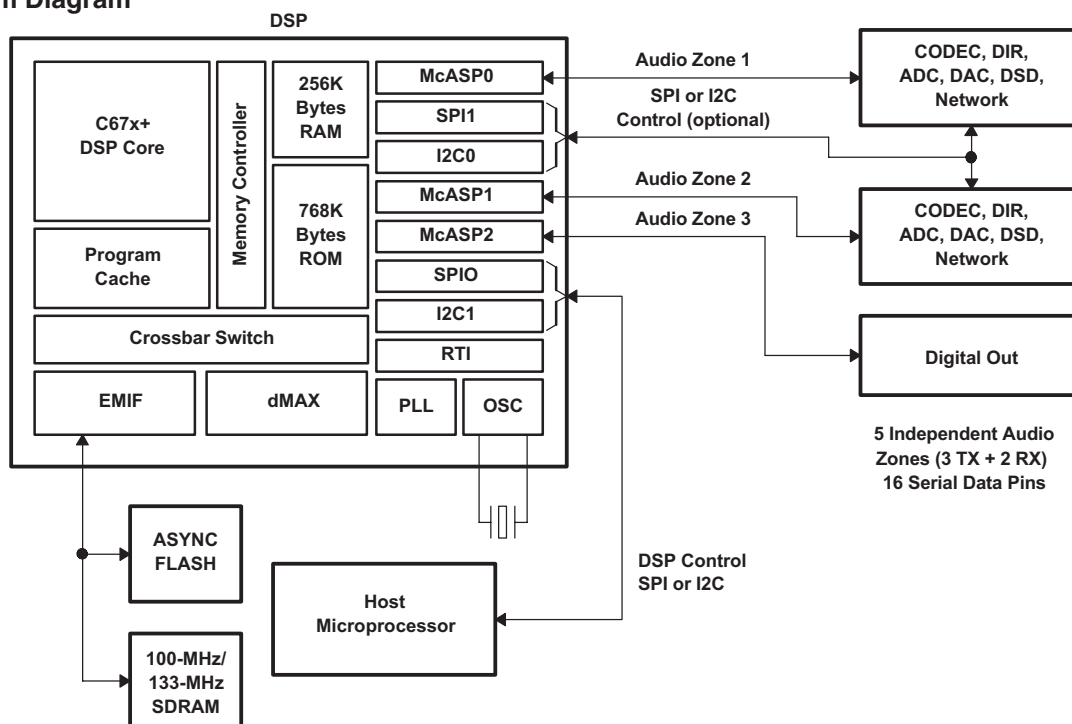 Diagram
DSP
C67x+
DSP Core
Program
Cache
Memory Controller
256K
Bytes
RAM
768K
Bytes
ROM
McASP0
SPI1
I2C0
McASP1
McASP2
SPIO
I2C1
RTI
Crossbar Switch
EMIF
dMAX
PLL
OSC
Audio Zone 1
SPI or I2C
Control (optional)
Audio Zone 2
Audio Zone 3
CODEC, DIR,
ADC, DAC, DSD,
Network
CODEC, DIR,
ADC, DAC, DSD,
Network
Digital Out
5 Independent Audio
Zones (3 TX + 2 RX)
16 Serial Data Pins
ASYNC
FLASH
Host
Microprocessor
DSP Control
SPI or I2C
100-MHz/
133-MHz
SDRAM